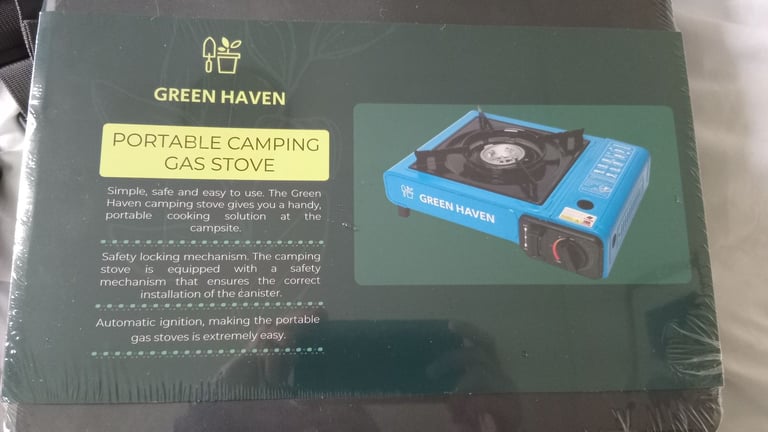 GREEN HAVEN
PORTABLE CAMPING
GAS STOVE
Simple, safe and easy to use. The Green
Haven camping stove gives you a handy,
portable cooking solution at the
campsite.
Safety locking mechanism. The camping
stove is equipped with a safety
mechanism that ensures the correct
installation of the canister.
Automatic ignition, making the portable
gas stoves is extremely easy.
GREEN HAVEN